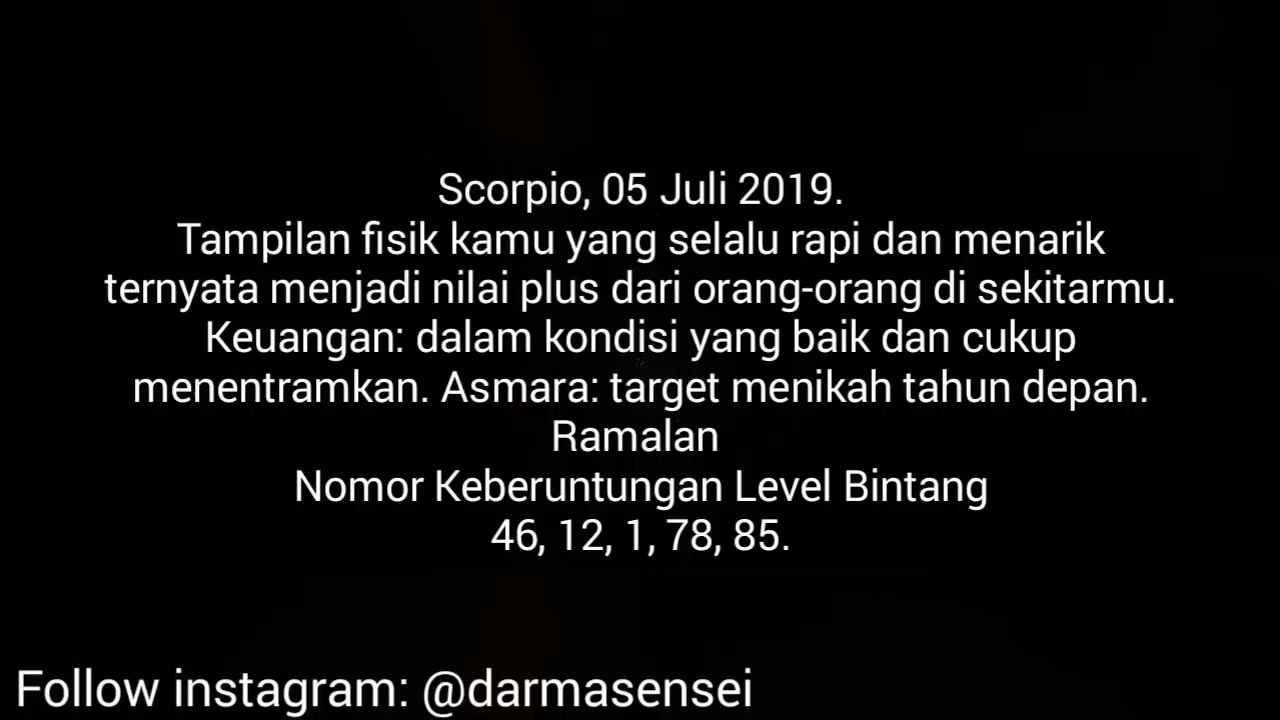 Scorpio, 05 Juli 2019.
Tampilan fisik kamu yang selalu rapi dan menarik
ternyata menjadi nilai plus dari orang-orang di sekitarmu.
Keuangan: dalam kondisi yang baik dan cukup
menentramkan. Asmara: target menikah tahun depan.
Ramalan
Nomor Keberuntungan Level Bintang
46, 12, 1, 78, 85.
Follow instagram: @darmasensei